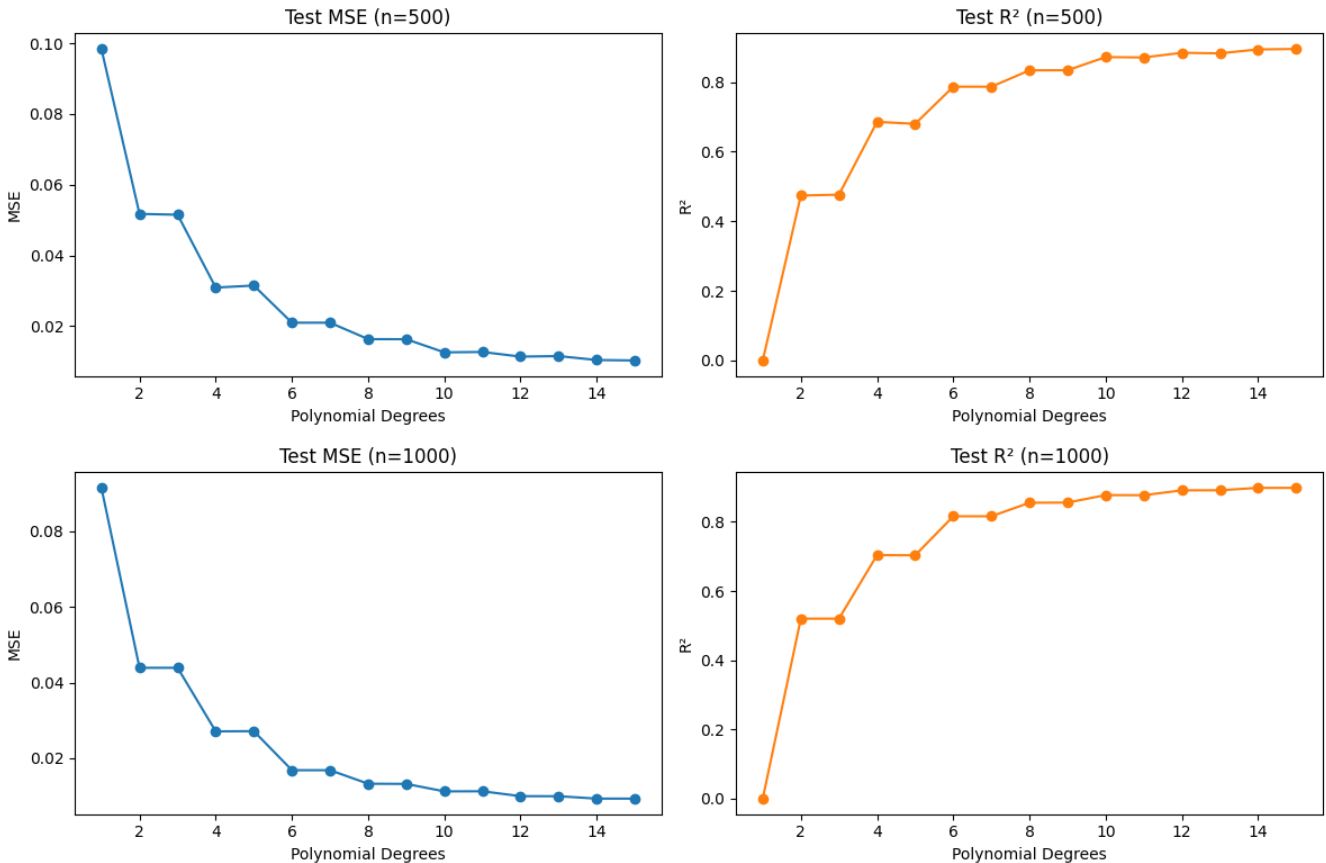 Test MSE (n=500)
MSE
0.10
0.08
0.06
0.04
0.02
2 4 6 8 10 12 14
Polynomial Degrees
Test R² (n=500)
R²
0.8
0.6
0.4
0.2
0.0
2 4 6 8 10 12 14
Polynomial Degrees
Test MSE (n=1000)
MSE
0.08
0.06
0.04
0.02
2 4 6 8 10 12 14
Polynomial Degrees
Test R² (n=1000)
R²
0.8
0.6
0.4
0.2
0.0
2 4 6 8 10 12 14
Polynomial Degrees